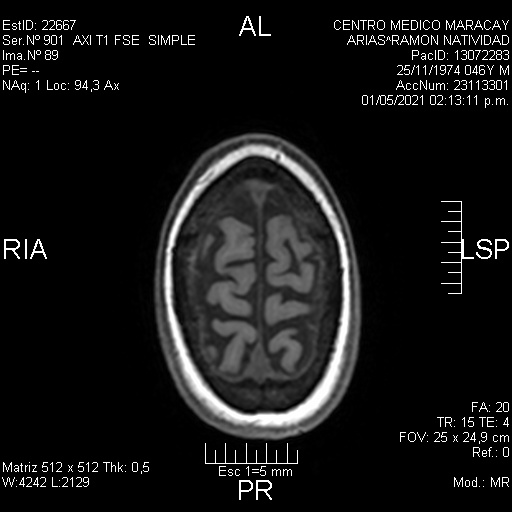 EstID: 22667
Ser.Nº 901  AXI T1 FSE  SIMPLE
Ima.Nº 89
PE= --
NAq: 1 Loc: 94,3 Ax
AL
CENTRO MEDICO MARACAY
ARIAS^RAMON NATIVIDAD
PacID: 13072283
25/11/1974 046Y M
AccNum: 23113301
01/05/2021 02:13:11 p.m.
RIA
LSP
FA: 20
TR: 15 TE: 4
FOV: 25 x 24,9 cm
Ref.: 0
Mod.: MR
Matriz 512 x 512 Thk: 0,5
W:4242 L:2129
Esc 1=5 mm
PR